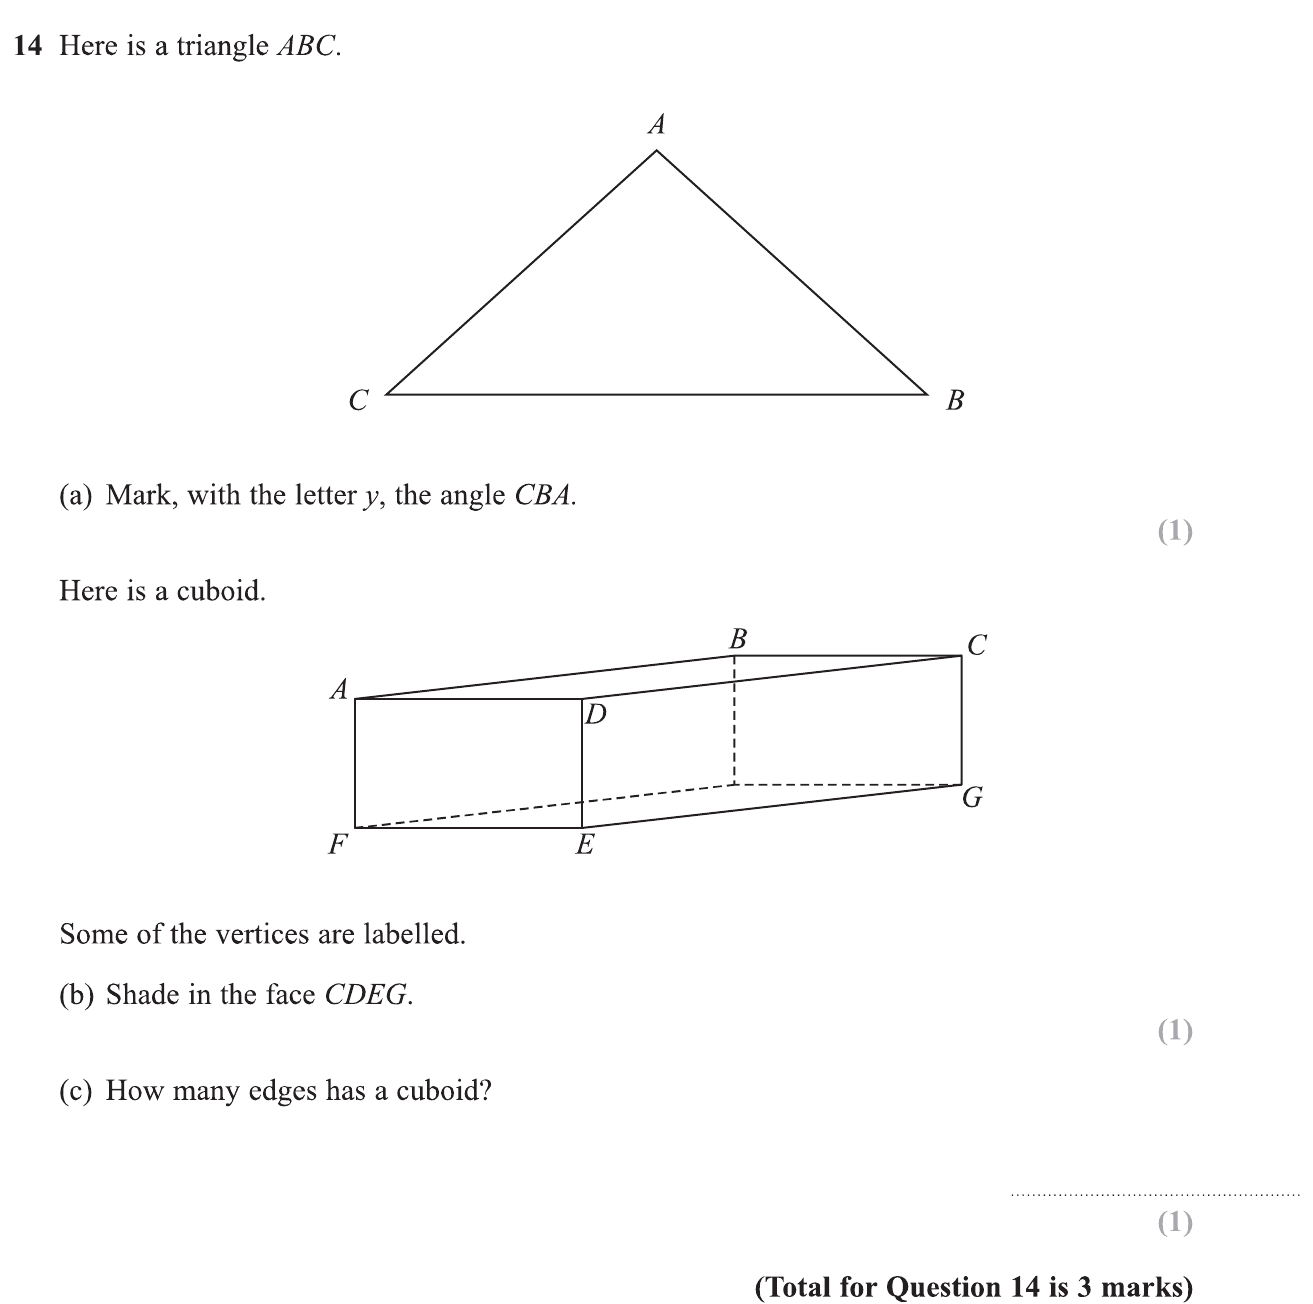 14 Here is a triangle ABC.
A
C
B
(a) Mark, with the letter y, the angle CBA.
(1)
Here is a cuboid.
B
C
A
D
G
F
E
Some of the vertices are labelled.
(b) Shade in the face CDEG.
(1)
(c) How many edges has a cuboid?
(1)
(Total for Question 14 is 3 marks)